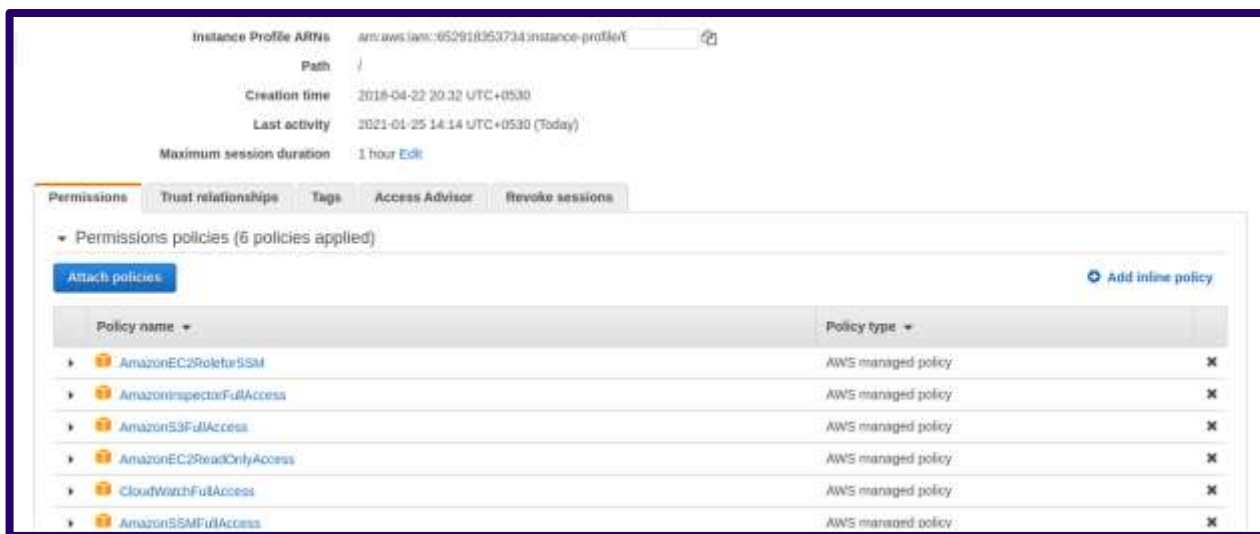 Instance Profile ARNs arn:aws:iam::652918353734:instance-profile/
Path /
Creation time 2018-04-22 20:32 UTC+0530
Last activity 2021-01-25 14:14 UTC+0530 (Today)
Maximum session duration 1 hour Edit
Permissions Trust relationships Tags Access Advisor Revoke sessions
Permissions policies (6 policies applied)
Attach policies Add inline policy
Policy name Policy type
AmazonEC2RoleforSSM AWS managed policy
AmazonInspectorFullAccess AWS managed policy
AmazonS3FullAccess AWS managed policy
AmazonEC2ReadOnlyAccess AWS managed policy
CloudWatchFullAccess AWS managed policy
AmazonSSMFullAccess AWS managed policy